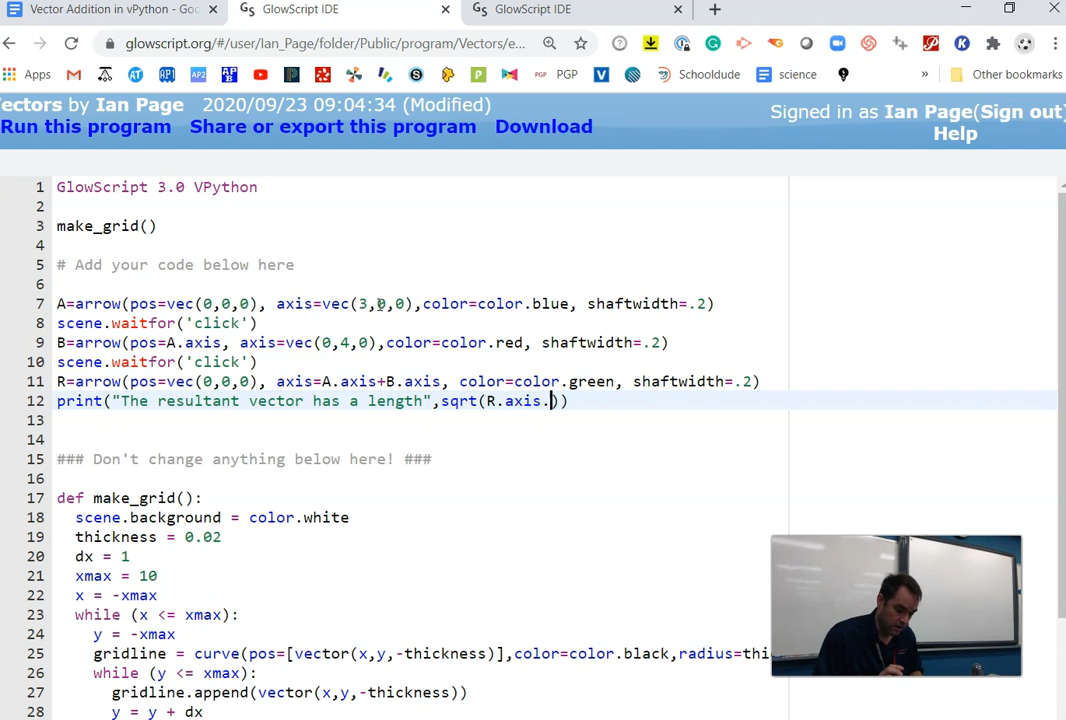 Vector Addition in vPython - Goo
GlowScript IDE
GlowScript IDE
glowscript.org/#/user/Ian_Page/folder/Public/program/Vectors/e...
Apps
PGP
Schooldude
science
»
Other bookmarks
ectors by Ian Page 2020/09/23 09:04:34 (Modified)
Signed in as Ian Page(Sign out)
Run this program Share or export this program Download
Help
1 GlowScript 3.0 VPython
2
3 make_grid()
4
5 # Add your code below here
6
7 A=arrow(pos=vec(0,0,0), axis=vec(3,0,0),color=color.blue, shaftwidth=.2)
8 scene.waitfor('click')
9 B=arrow(pos=A.axis, axis=vec(0,4,0),color=color.red, shaftwidth=.2)
10 scene.waitfor('click')
11 R=arrow(pos=vec(0,0,0), axis=A.axis+B.axis, color=color.green, shaftwidth=.2)
12 print("The resultant vector has a length",sqrt(R.axis.))
13
14
15 ### Don't change anything below here! ###
16
17 def make_grid():
18 scene.background = color.white
19 thickness = 0.02
20 dx = 1
21 xmax = 10
22 x = -xmax
23 while (x <= xmax):
24 y = -xmax
25 gridline = curve(pos=[vector(x,y,-thickness)],color=color.black,radius=thi
26 while (y <= xmax):
27 gridline.append(vector(x,y,-thickness))
28 y = y + dx